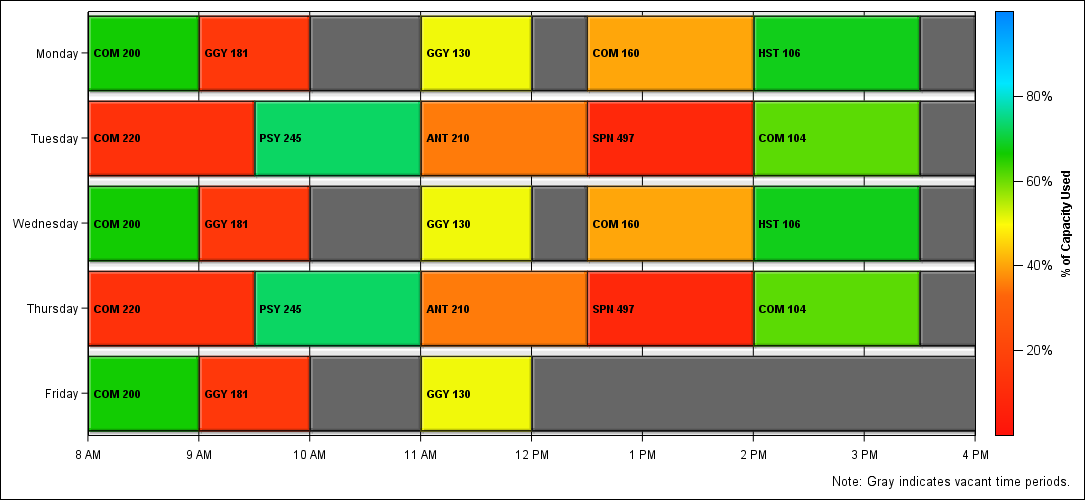 Monday
COM 200
GGY 181
GGY 130
COM 160
HST 106
Tuesday
COM 220
PSY 245
ANT 210
SPN 497
COM 104
Wednesday
COM 200
GGY 181
GGY 130
COM 160
HST 106
Thursday
COM 220
PSY 245
ANT 210
SPN 497
COM 104
Friday
COM 200
GGY 181
GGY 130
8 AM
9 AM
10 AM
11 AM
12 PM
1 PM
2 PM
3 PM
4 PM
80%
60%
40%
20%
% of Capacity Used
Note: Gray indicates vacant time periods.